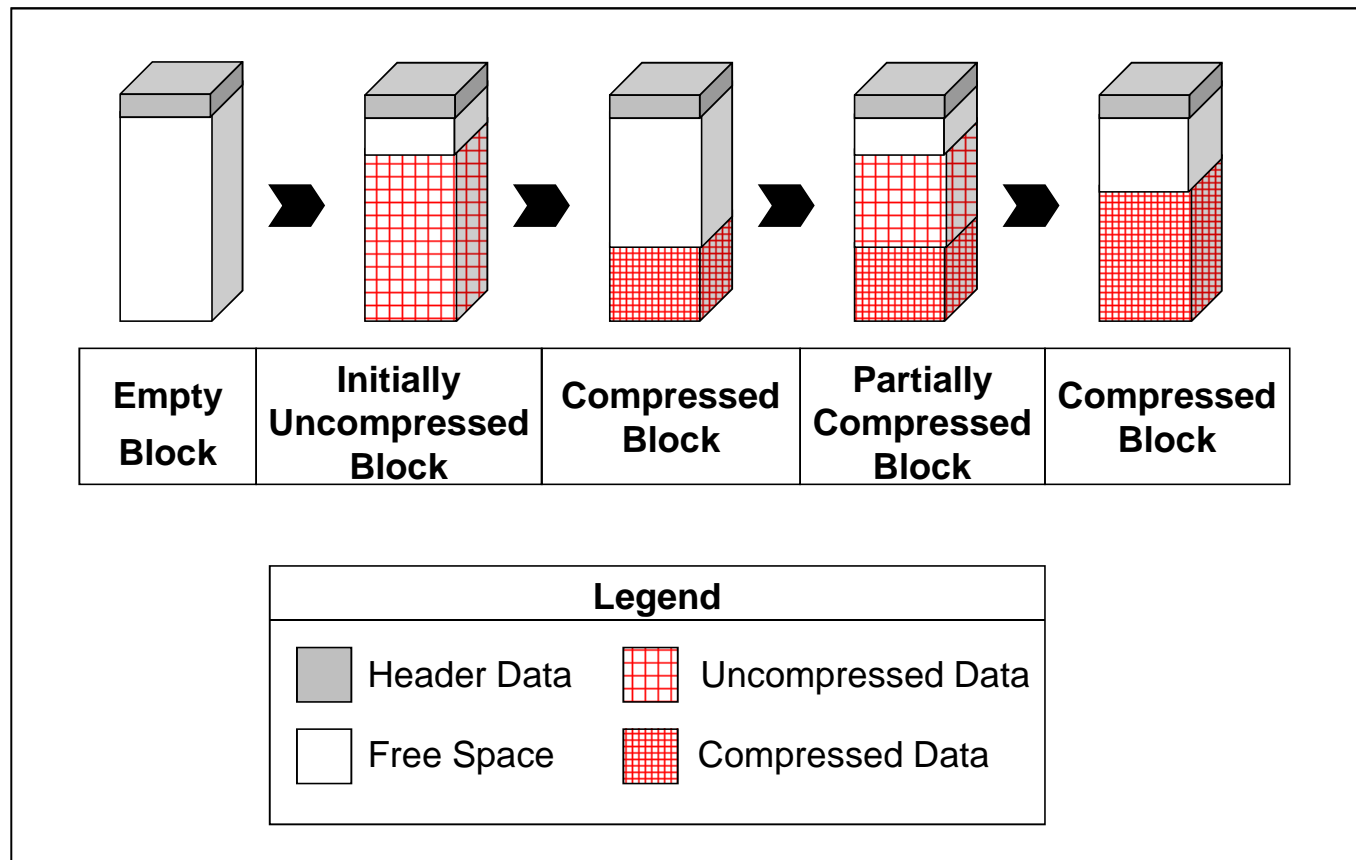 Empty
Block
Initially
Uncompressed
Block
Compressed
Block
Partially
Compressed
Block
Compressed
Block
Legend
Header Data
Uncompressed Data
Free Space
Compressed Data